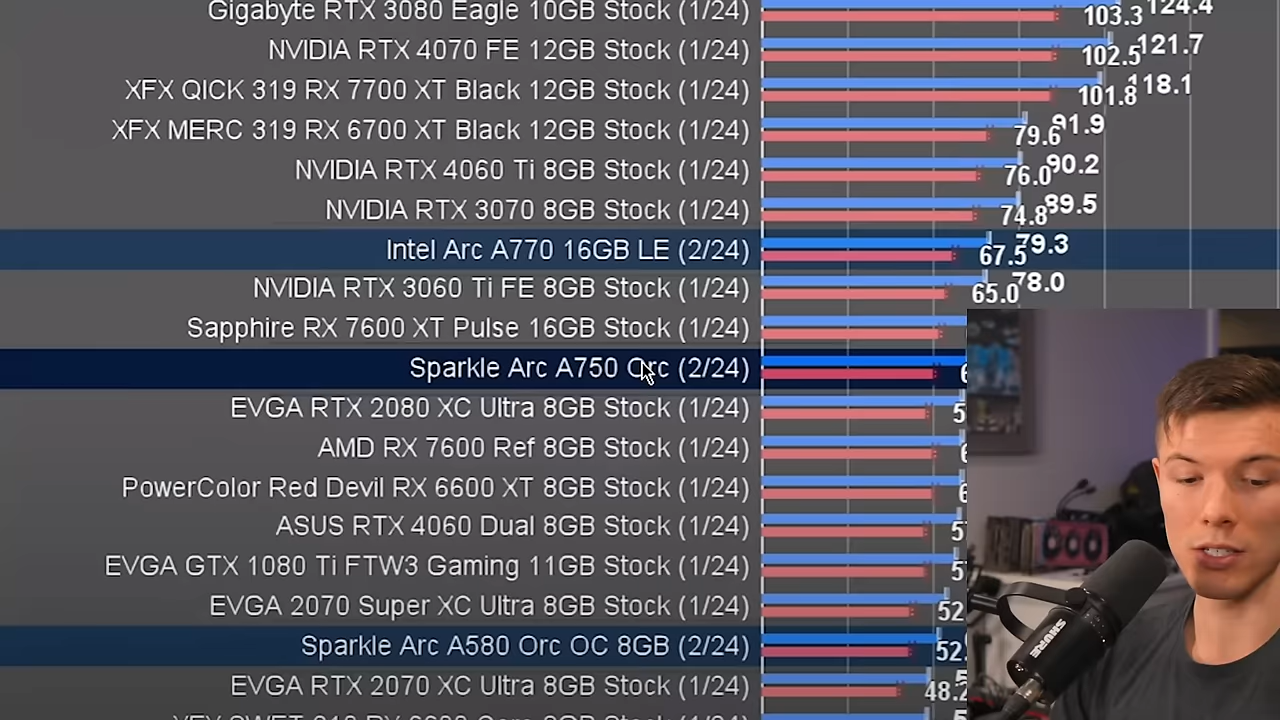 Gigabyte RTX 3080 Eagle 10GB Stock (1/24) 103.3 124.4
NVIDIA RTX 4070 FE 12GB Stock (1/24) 102.5 121.7
XFX QICK 319 RX 7700 XT Black 12GB Stock (1/24) 101.8 118.1
XFX MERC 319 RX 6700 XT Black 12GB Stock (1/24) 79.6 91.9
NVIDIA RTX 4060 Ti 8GB Stock (1/24) 76.0 90.2
NVIDIA RTX 3070 8GB Stock (1/24) 74.8 89.5
Intel Arc A770 16GB LE (2/24) 67.5 79.3
NVIDIA RTX 3060 Ti FE 8GB Stock (1/24) 65.0 78.0
Sapphire RX 7600 XT Pulse 16GB Stock (1/24)
Sparkle Arc A750 Orc (2/24) 6
EVGA RTX 2080 XC Ultra 8GB Stock (1/24) 5
AMD RX 7600 Ref 8GB Stock (1/24) 6
PowerColor Red Devil RX 6600 XT 8GB Stock (1/24) 6
ASUS RTX 4060 Dual 8GB Stock (1/24) 57
EVGA GTX 1080 Ti FTW3 Gaming 11GB Stock (1/24) 57
EVGA 2070 Super XC Ultra 8GB Stock (1/24) 52
Sparkle Arc A580 Orc OC 8GB (2/24) 52.
EVGA RTX 2070 XC Ultra 8GB Stock (1/24) 48.2 5
SHURE